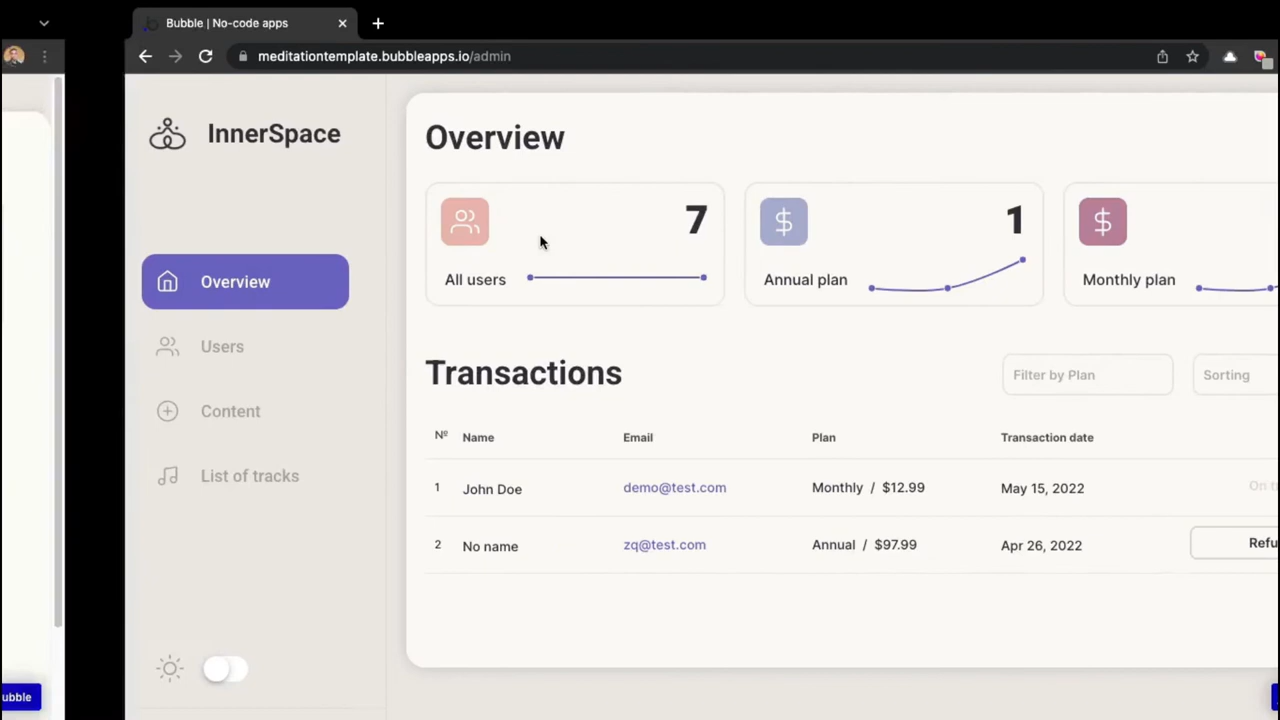 Bubble | No-code apps
meditationtemplate.bubbleapps.io/admin
InnerSpace
Overview
Users
Content
List of tracks
Overview
7
All users
1
Annual plan
Monthly plan
Transactions
Filter by Plan
Sorting
Nº Name Email Plan Transaction date
1 John Doe demo@test.com Monthly / $12.99 May 15, 2022 On
2 No name zq@test.com Annual / $97.99 Apr 26, 2022 Refu
ubble